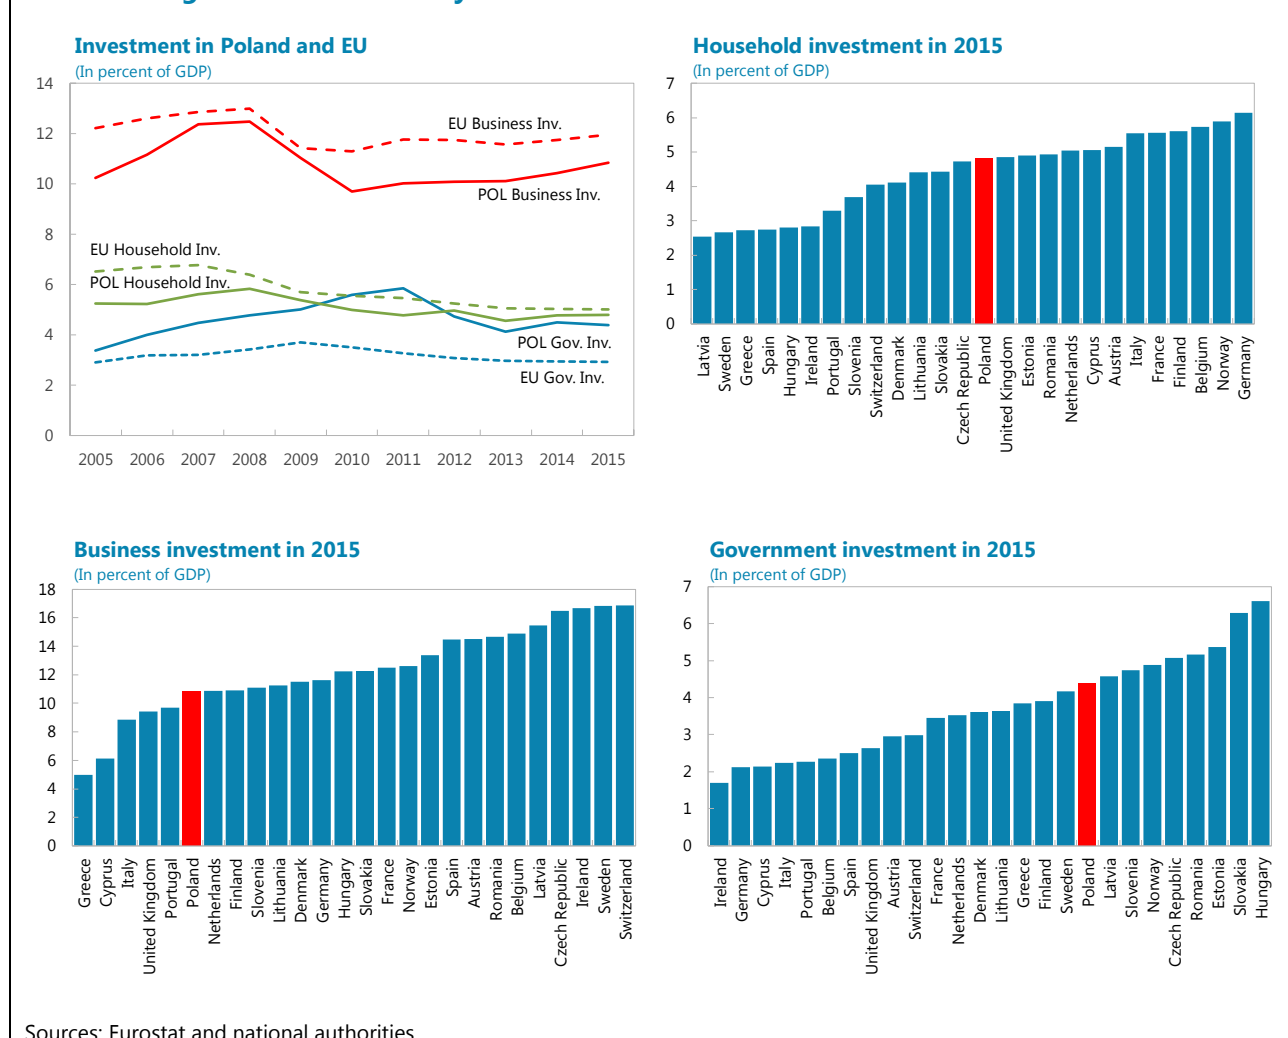 Investment in Poland and EU
(In percent of GDP)
14
12
10
8
6
4
2
0
EU Business Inv.
POL Business Inv.
EU Household Inv.
POL Household Inv.
POL Gov. Inv.
EU Gov. Inv.
2005 2006 2007 2008 2009 2010 2011 2012 2013 2014 2015
Household investment in 2015
(In percent of GDP)
7
6
5
4
3
2
1
0
Latvia
Sweden
Greece
Spain
Hungary
Ireland
Portugal
Slovenia
Switzerland
Denmark
Lithuania
Slovakia
Czech Republic
Poland
United Kingdom
Estonia
Romania
Netherlands
Cyprus
Austria
Italy
France
Finland
Belgium
Norway
Germany
Business investment in 2015
(In percent of GDP)
18
16
14
12
10
8
6
4
2
0
Greece
Cyprus
Italy
United Kingdom
Portugal
Poland
Netherlands
Finland
Slovenia
Lithuania
Denmark
Germany
Hungary
Slovakia
France
Norway
Estonia
Spain
Austria
Romania
Belgium
Latvia
Czech Republic
Ireland
Sweden
Switzerland
Government investment in 2015
(In percent of GDP)
7
6
5
4
3
2
1
0
Ireland
Germany
Cyprus
Italy
Portugal
Belgium
Spain
United Kingdom
Austria
Switzerland
France
Netherlands
Denmark
Lithuania
Greece
Finland
Sweden
Poland
Latvia
Slovenia
Norway
Czech Republic
Romania
Estonia
Slovakia
Hungary
Sources: Eurostat and national authorities